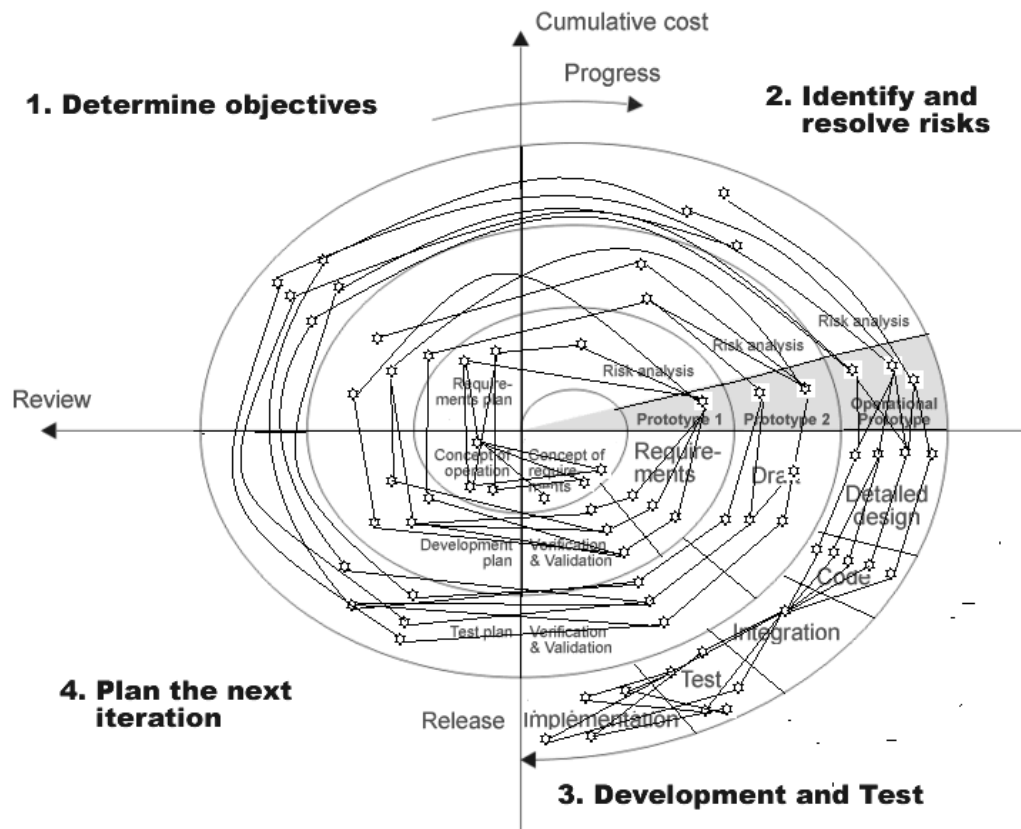 Cumulative cost
Progress
1. Determine objectives
2. Identify and
resolve risks
Risk analysis
Risk analysis
Risk analysis
Review
Require-
ments plan
Prototype 1
Prototype 2
Operational
Prototype
Concept of
operation
Concept of
require-
ments
Require-
ments
Draft
Detailed
design
Development
plan
Verification
& Validation
Code
Integration
Test plan
Verification
& Validation
Test
4. Plan the next
iteration
Release
Implementation
3. Development and Test